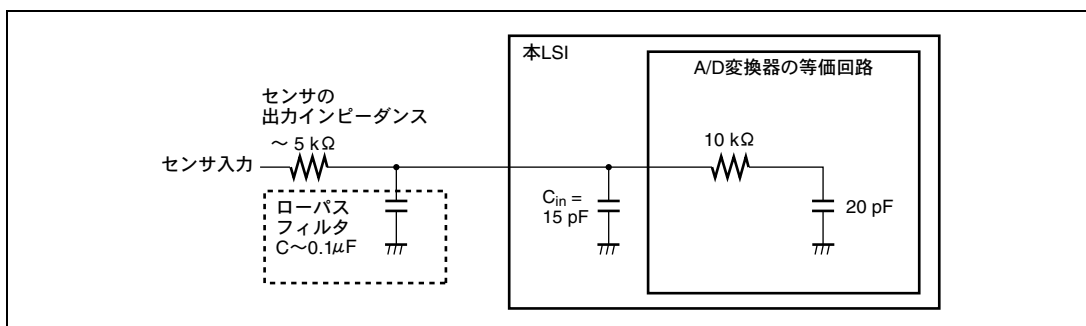 本LSI
A/D変換器の等価回路
センサの
出力インピーダンス
～ 5 kΩ
10 kΩ
センサ入力
ローパス
フィルタ
C～0.1μF
Cin =
15 pF
20 pF